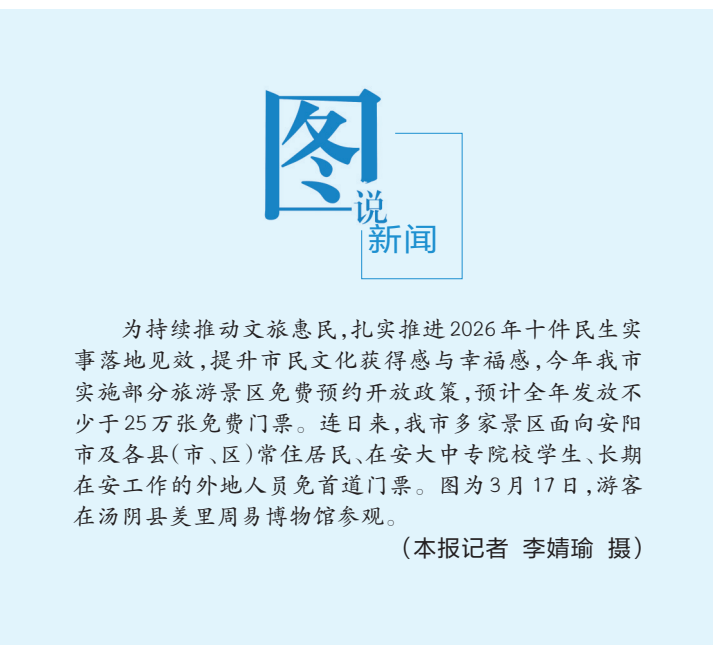 图说
新闻
为持续推动文旅惠民,扎实推进2026年十件民生实
事落地见效,提升市民文化获得感与幸福感,今年我市
实施部分旅游景区免费预约开放政策,预计全年发放不
少于25万张免费门票。连日来,我市多家景区面向安阳
市及各县(市、区)常住居民、在安大中专院校学生、长期
在安工作的外地人员免首道门票。图为3月17日,游客
在汤阴县羑里周易博物馆参观。
(本报记者 李婧瑜 摄)